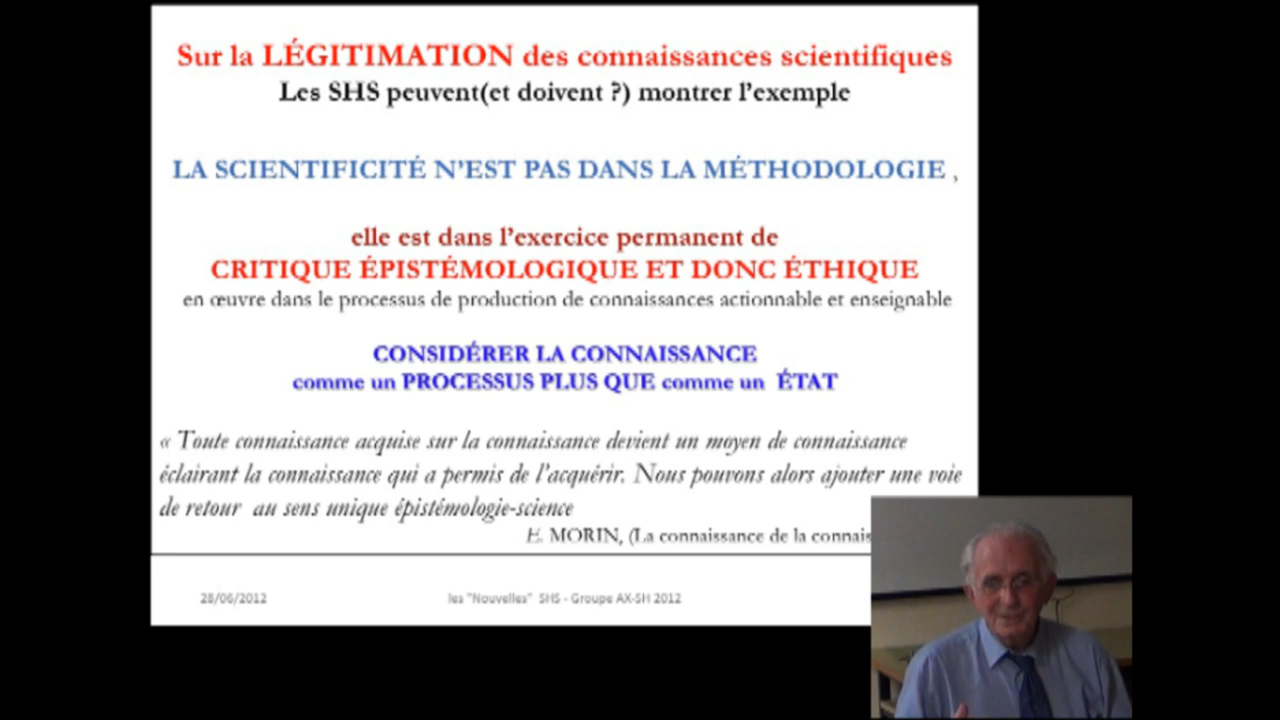 Sur la LÉGITIMATION des connaissances scientifiques
Les SHS peuvent(et doivent ?) montrer l'exemple
LA SCIENTIFICITÉ N'EST PAS DANS LA MÉTHODOLOGIE ,
elle est dans l'exercice permanent de
CRITIQUE ÉPISTÉMOLOGIQUE ET DONC ÉTHIQUE
en œuvre dans le processus de production de connaissances actionnable et enseignable
CONSIDÉRER LA CONNAISSANCE
comme un PROCESSUS PLUS QUE comme un ÉTAT
« Toute connaissance acquise sur la connaissance devient un moyen de connaissance
éclairant la connaissance qui a permis de l'acquérir. Nous pouvons alors ajouter une voie
de retour au sens unique épistémologie-science
E. MORIN, (La connaissance de la connais
28/06/2012
les "Nouvelles" SHS - Groupe AX-SH 2012